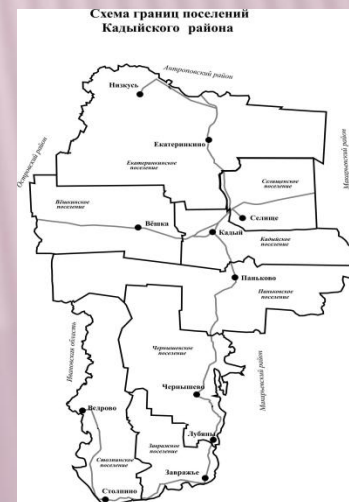 Схема границ поселений
Кадыйского района
Антроповский район
Низкусь
Островский район
Екатеринкино
Макарьевский район
Екатеринкинское
поселение
Селищенское
поселение
Вёшкинское
поселение
Селище
Вёшка
Кадый
Кадыйское
поселение
Паньково
Паньковское
поселение
Ивановская область
Чернышевское
поселение
Макарьевский район
Чернышево
Ведрово
Лубяны
Завражное
поселение
Столпинское
поселение
Завражье
Столпино